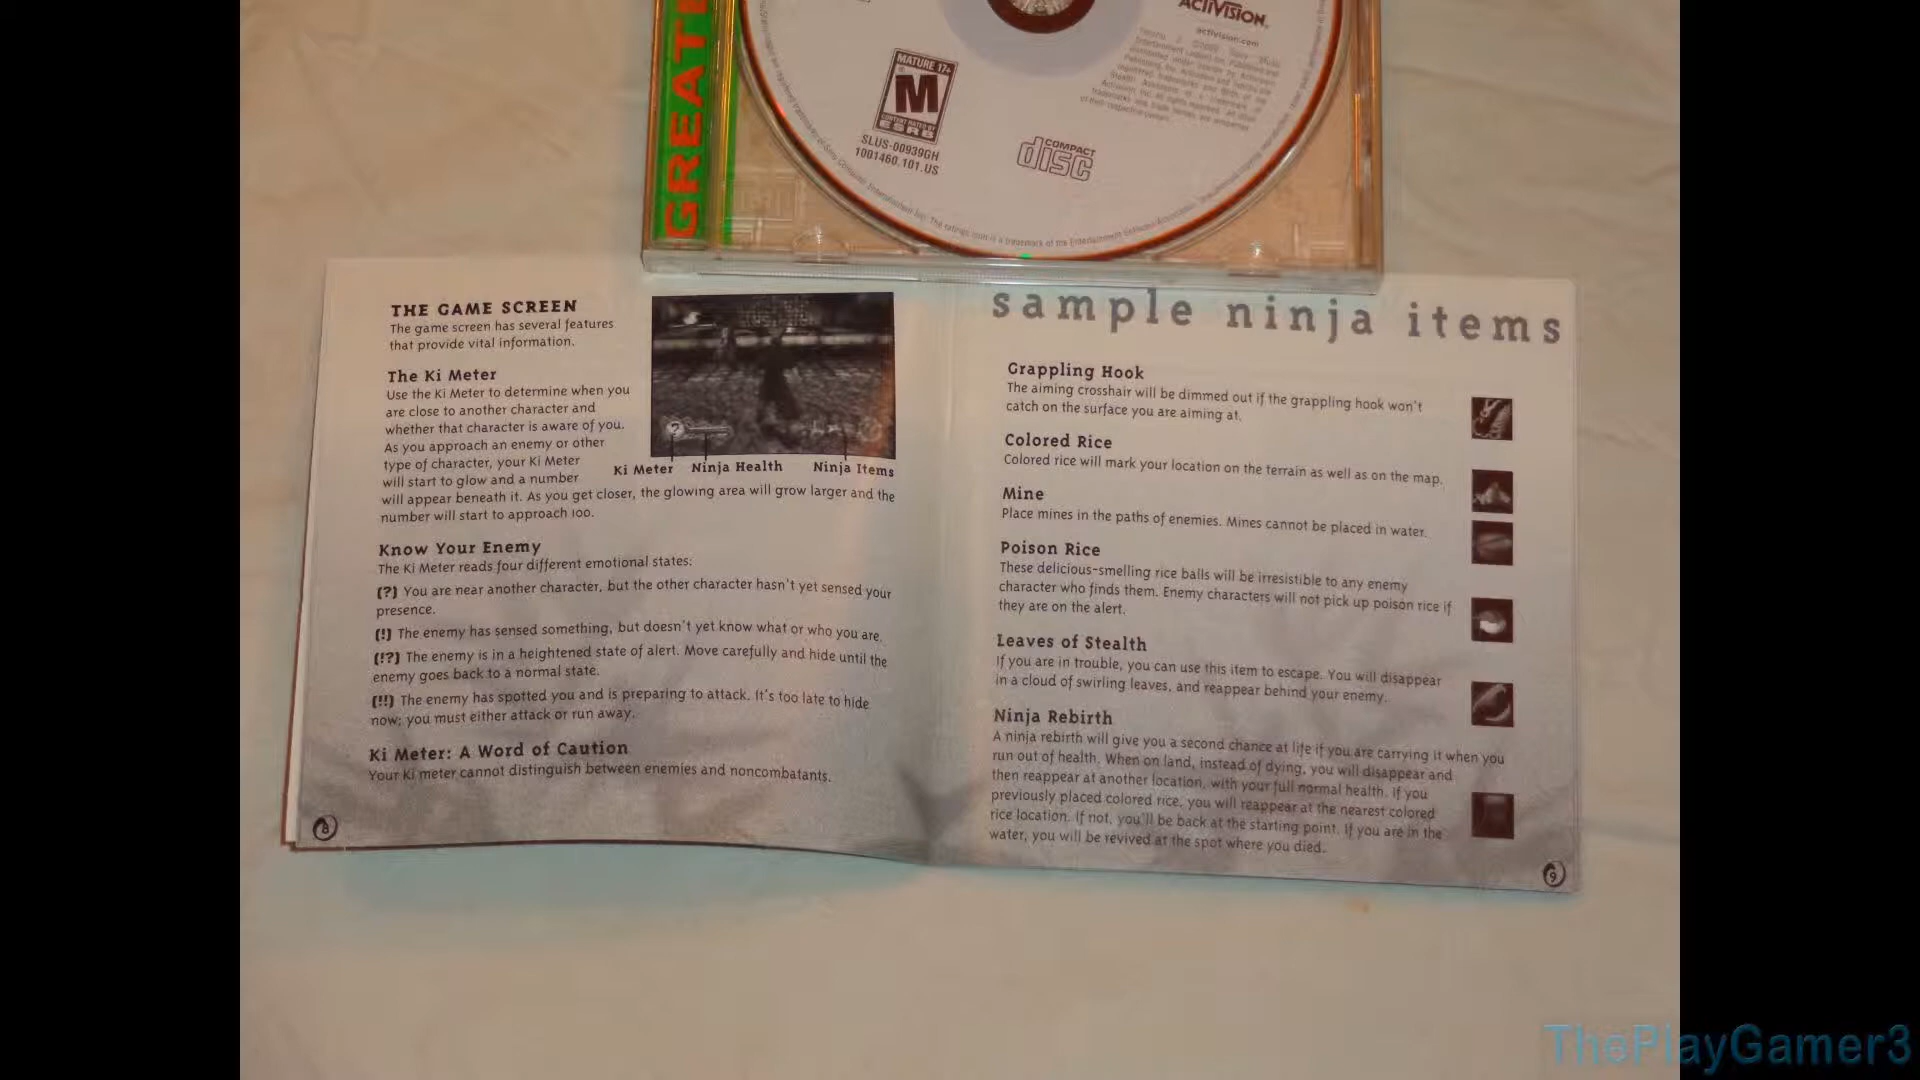 GREATE
ACTIVISION
activision.com
MATURE 17+
M
CONTENT RATED BY
ESRB
SLUS-00939GH
1001460.101.US
COMPACT
disc
THE GAME SCREEN
The game screen has several features
that provide vital information.
The Ki Meter
Use the Ki Meter to determine when you
are close to another character and
whether that character is aware of you.
As you approach an enemy or other
type of character, your Ki Meter
will start to glow and a number
will appear beneath it. As you get closer, the glowing area will grow larger and the
number will start to approach 100.
?
Ki Meter Ninja Health Ninja Items
Know Your Enemy
The Ki Meter reads four different emotional states:
(?) You are near another character, but the other character hasn't yet sensed your
presence.
(!) The enemy has sensed something, but doesn't yet know what or who you are.
(!?) The enemy is in a heightened state of alert. Move carefully and hide until the
enemy goes back to a normal state.
(!!) The enemy has spotted you and is preparing to attack. It's too late to hide
now; you must either attack or run away.
Ki Meter: A Word of Caution
Your Ki meter cannot distinguish between enemies and noncombatants.
8
sample ninja items
Grappling Hook
The aiming crosshair will be dimmed out if the grappling hook won't
catch on the surface you are aiming at.
Colored Rice
Colored rice will mark your location on the terrain as well as on the map.
Mine
Place mines in the paths of enemies. Mines cannot be placed in water.
Poison Rice
These delicious-smelling rice balls will be irresistible to any enemy
character who finds them. Enemy characters will not pick up poison rice if
they are on the alert.
Leaves of Stealth
If you are in trouble, you can use this item to escape. You will disappear
in a cloud of swirling leaves, and reappear behind your enemy.
Ninja Rebirth
A ninja rebirth will give you a second chance at life if you are carrying it when you
run out of health. When on land, instead of dying, you will disappear and
then reappear at another location, with your full normal health. If you
previously placed colored rice, you will reappear at the nearest colored
rice location. If not, you'll be back at the starting point. If you are in the
water, you will be revived at the spot where you died.
9
ThePlayGamer3